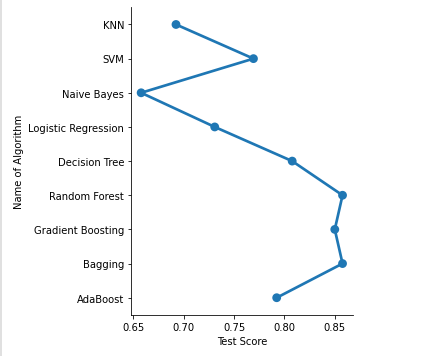 KNN
SVM
Naive Bayes
Logistic Regression
Decision Tree
Random Forest
Gradient Boosting
Bagging
AdaBoost
Name of Algorithm
0.65 0.70 0.75 0.80 0.85
Test Score